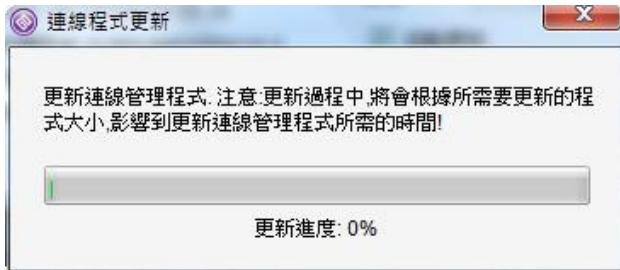 連線程式更新
更新連線管理程式. 注意:更新過程中,將會根據所需要更新的程
式大小,影響到更新連線管理程式所需的時間!
更新進度: 0%